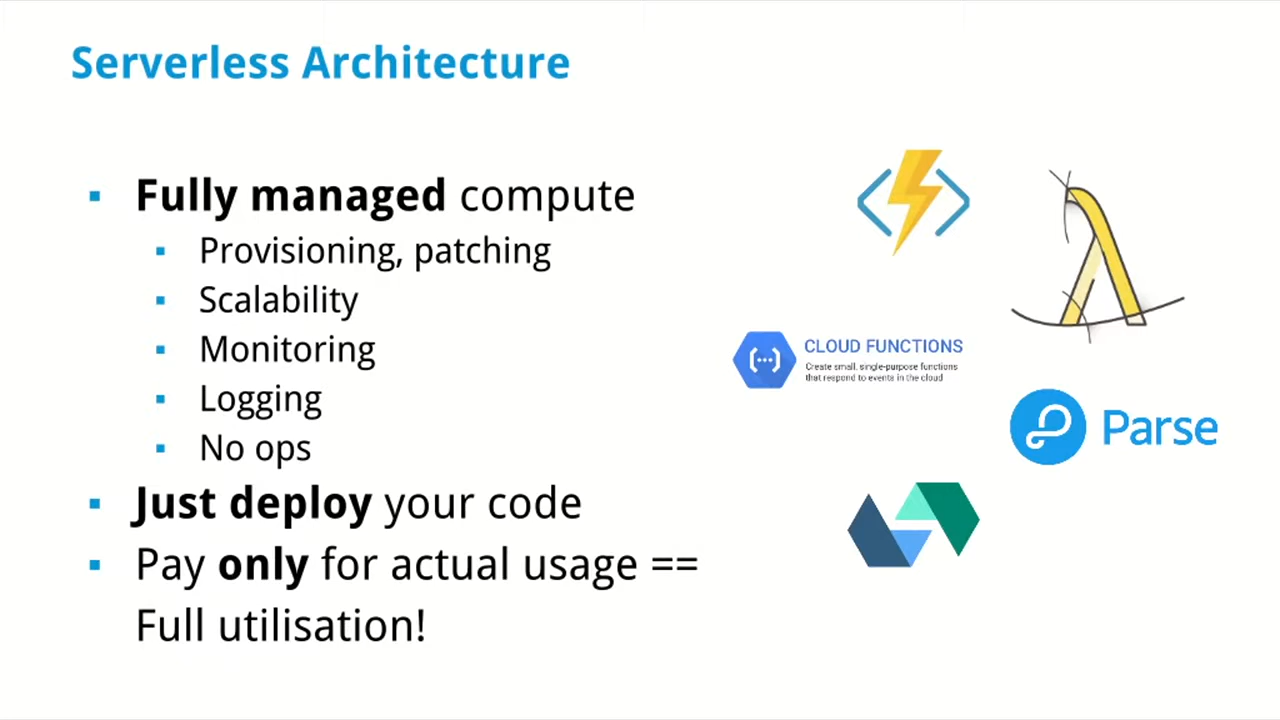 Serverless Architecture
Fully managed compute
Provisioning, patching
Scalability
Monitoring
Logging
No ops
Just deploy your code
Pay only for actual usage ==
Full utilisation!
CLOUD FUNCTIONS
Create small, single-purpose functions
that respond to events in the cloud
Parse